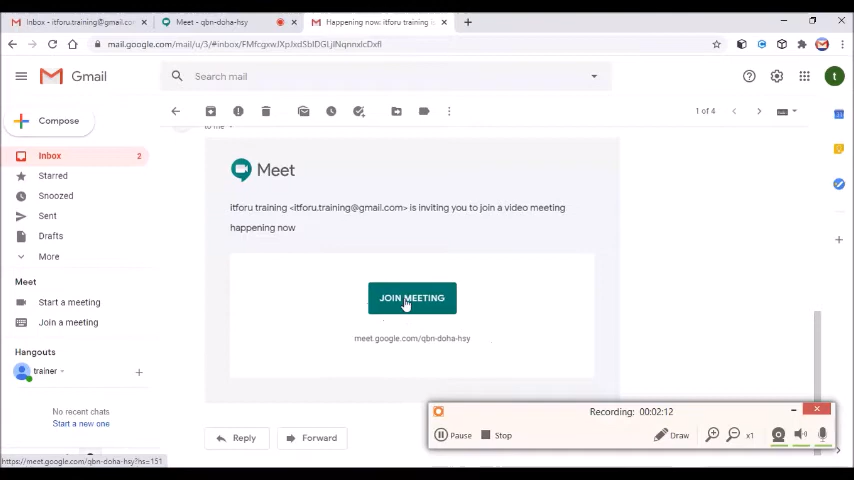 Inbox - itforu.training@gmail.com
Meet - qbn-doha-hsy
Happening now: itforu training is
mail.google.com/mail/u/3/#inbox/FMfcgxwJXpJxdSblDGLjlNqnnxlcDxfl
Gmail
Search mail
t
Compose
1 of 4
to me
Inbox 2
Starred
Snoozed
Sent
Drafts
More
Meet
Start a meeting
Join a meeting
Hangouts
trainer
No recent chats
Start a new one
Meet
itforu training <itforu.training@gmail.com> is inviting you to join a video meeting
happening now
JOIN MEETING
meet.google.com/qbn-doha-hsy
Reply
Forward
Recording: 00:02:12
Pause
Stop
Draw
x1
https://meet.google.com/qbn-doha-hsy?hs=151